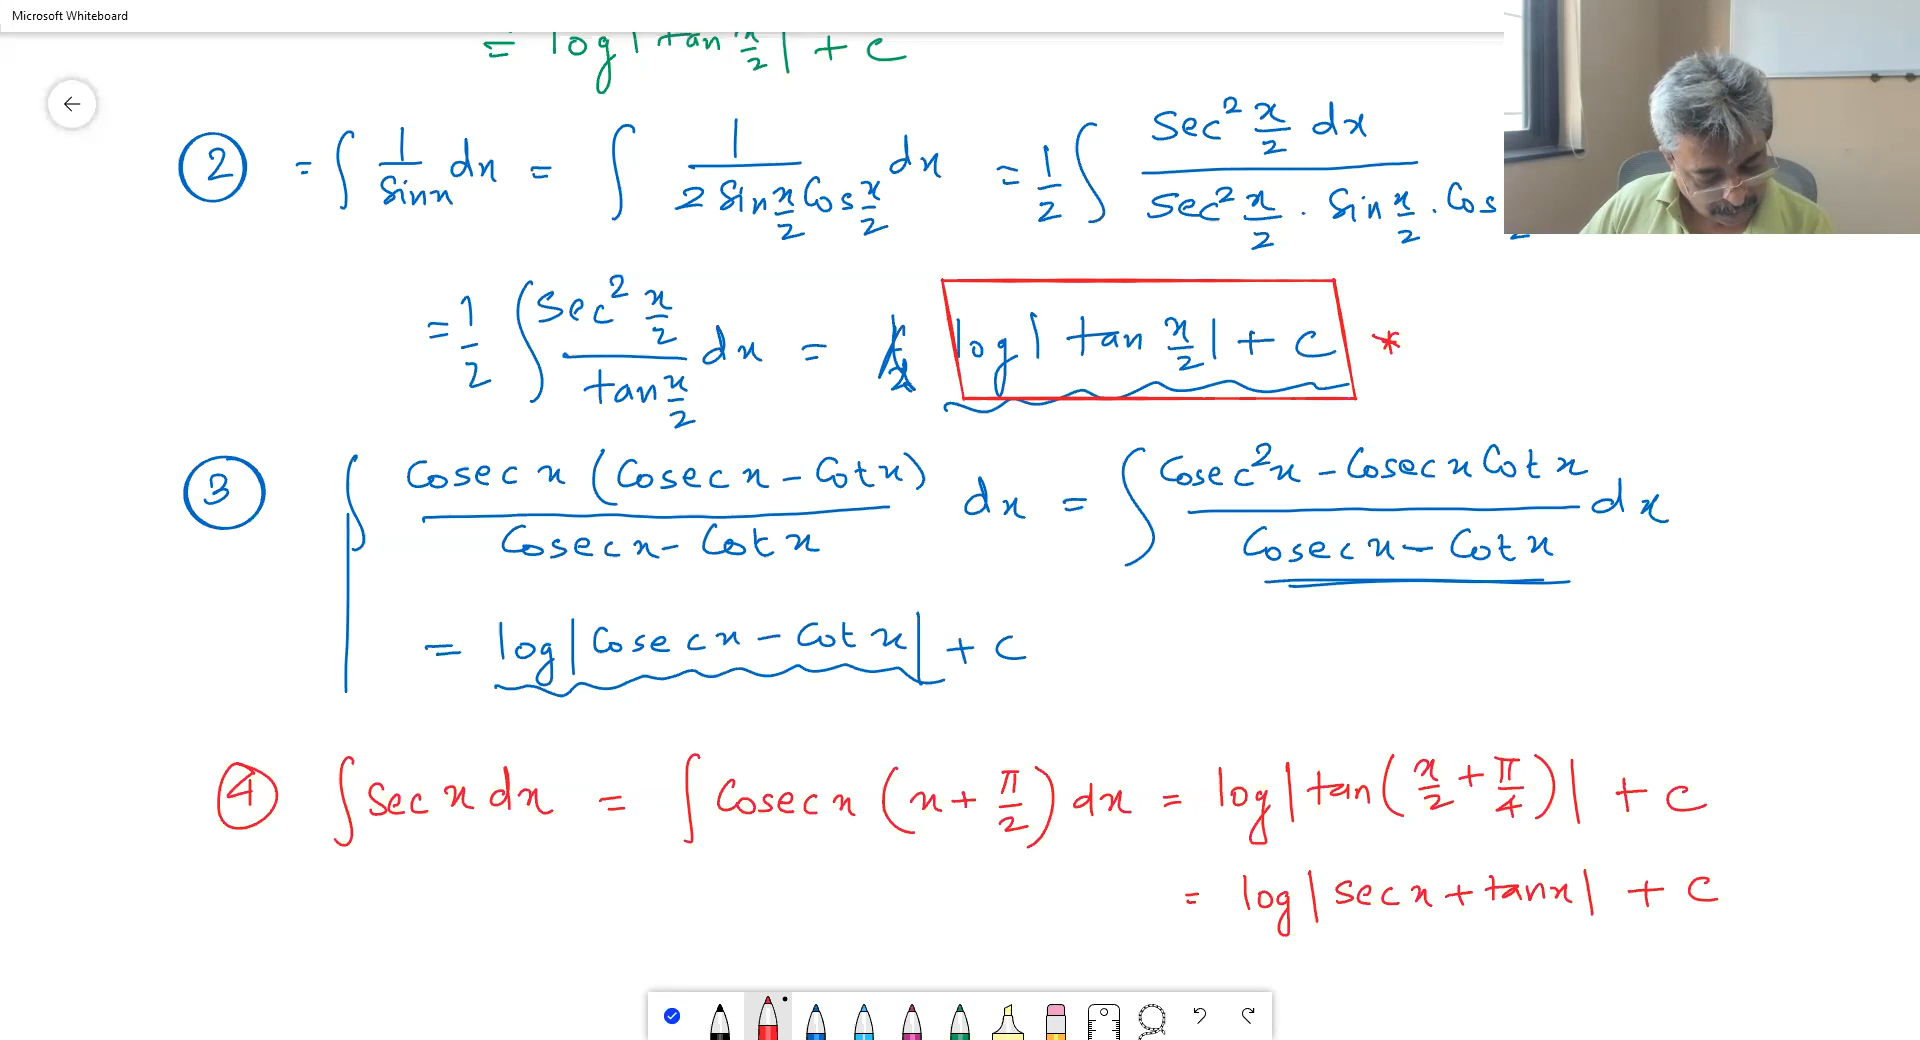 Microsoft Whiteboard
= log | tan x/2 | + c
② = ∫ 1/Sinx dx = ∫ 1/(2 Sin x/2 Cos x/2) dx = 1/2 ∫ Sec² x/2 dx / (Sec² x/2 . Sin x/2 . Cos
= 1/2 ∫ Sec² x/2 / tan x/2 dx = log | tan x/2 | + c *
③ ∫ Cosec x (Cosec x - Cot x) / (Cosec x - Cot x) dx = ∫ (Cosec² x - Cosec x Cot x) / (Cosec x - Cot x) dx
= log | Cosec x - Cot x | + c
④ ∫ Sec x dx = ∫ Cosec x (x + π/2) dx = log | tan ( x/2 + π/4 ) | + c
= log | sec x + tan x | + c